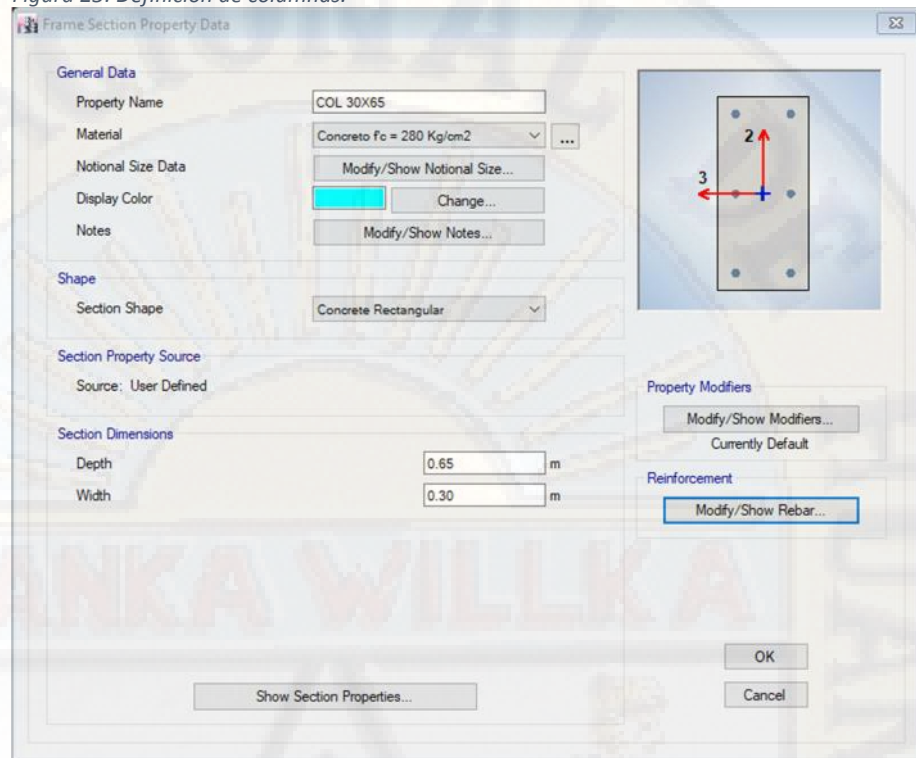 Figura 23. Definición de columnas.
Frame Section Property Data
General Data
Property Name COL 30X65
Material Concreto f'c = 280 Kg/cm2 ...
Notional Size Data Modify/Show Notional Size...
Display Color Change...
Notes Modify/Show Notes...
Shape
Section Shape Concrete Rectangular
Section Property Source
Source: User Defined
Section Dimensions
Depth 0.65 m
Width 0.30 m
Show Section Properties...
2
3
Property Modifiers
Modify/Show Modifiers...
Currently Default
Reinforcement
Modify/Show Rebar...
OK
Cancel
ANKA WILLKA